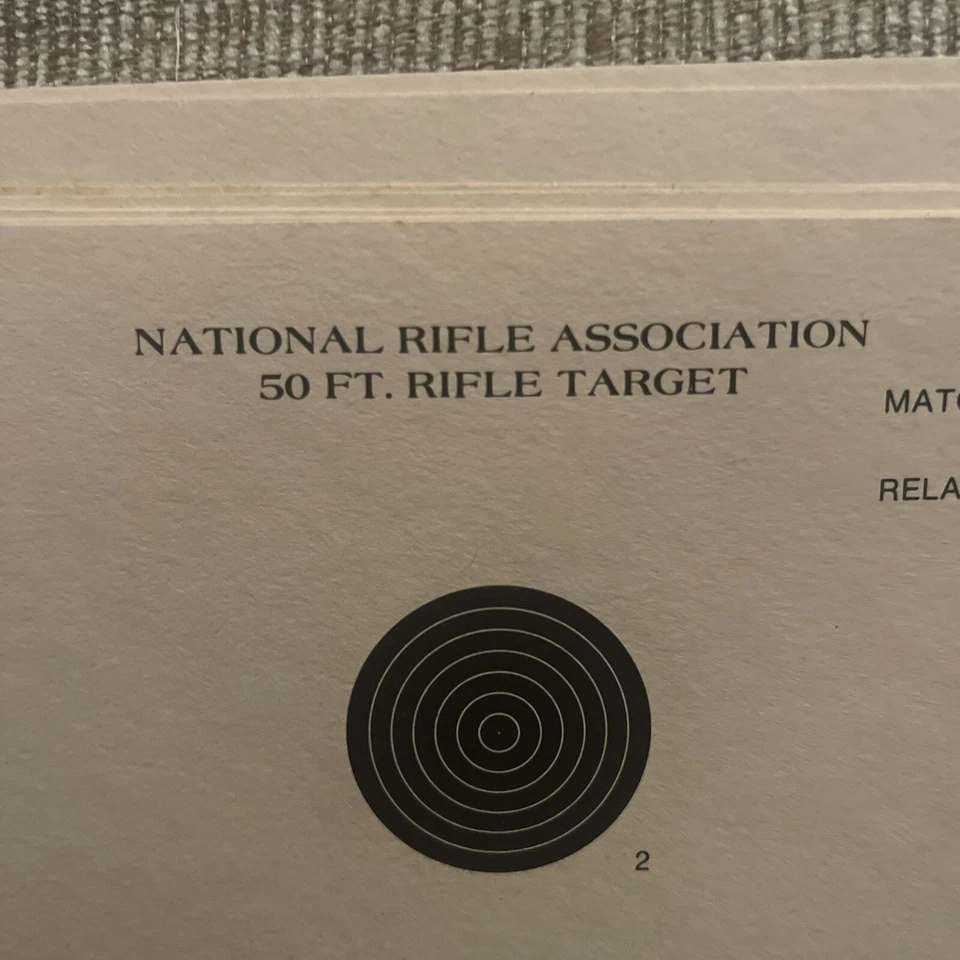 NATIONAL RIFLE ASSOCIATION
50 FT. RIFLE TARGET
2